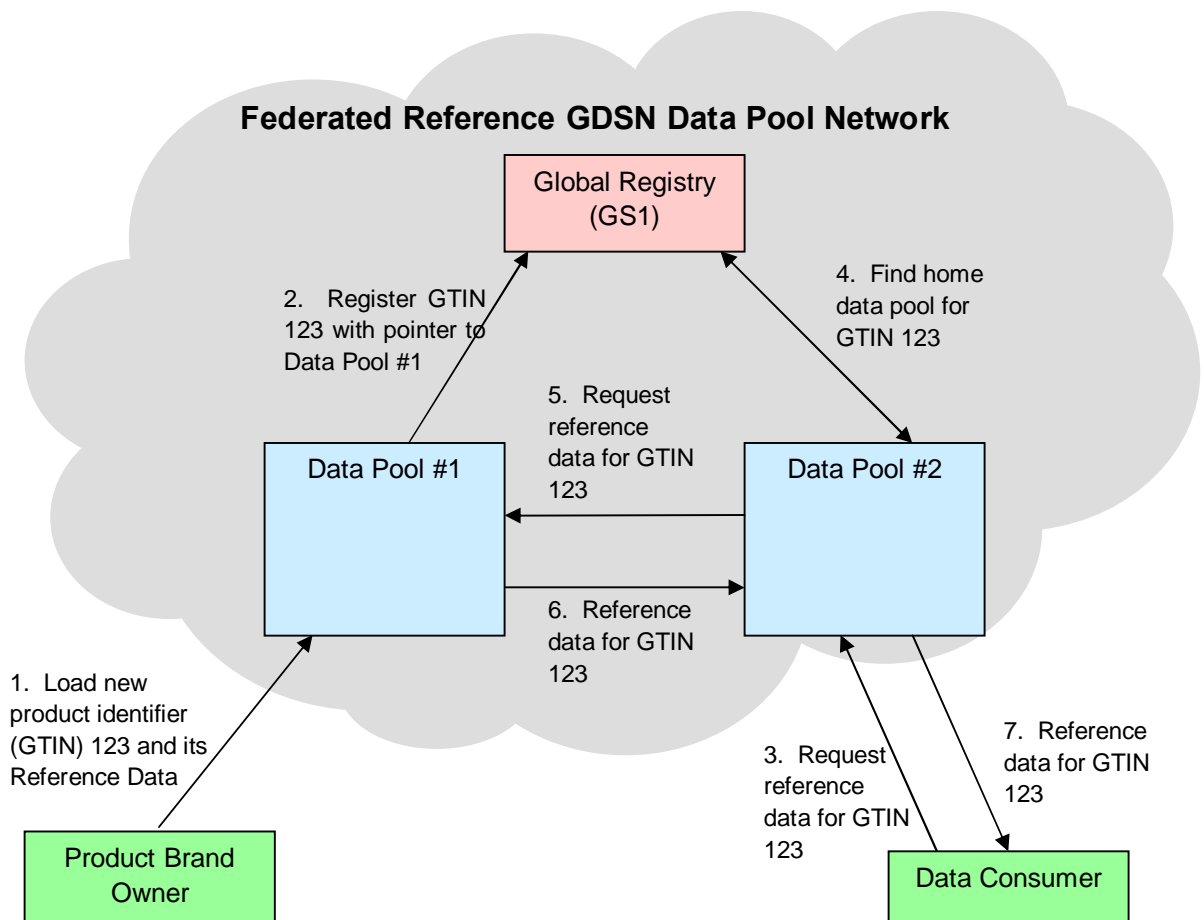 Federated Reference GDSN Data Pool Network
Global Registry
(GS1)
2. Register GTIN
123 with pointer to
Data Pool #1
4. Find home
data pool for
GTIN 123
5. Request
reference
data for GTIN
123
Data Pool #1
Data Pool #2
6. Reference
data for GTIN
123
1. Load new
product identifier
(GTIN) 123 and its
Reference Data
3. Request
reference
data for GTIN
123
7. Reference
data for GTIN
123
Product Brand
Owner
Data Consumer